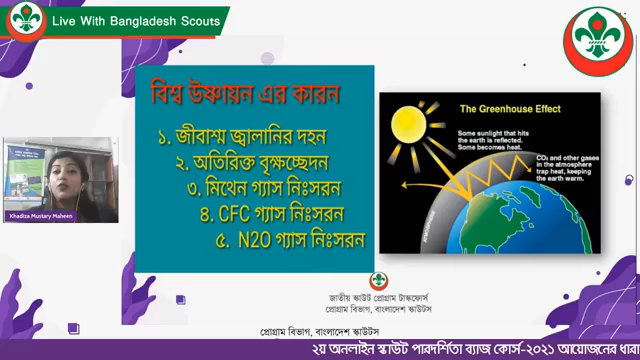 Live With Bangladesh Scouts
বিশ্ব উষ্ণায়ন এর কারন
১. জীবাশ্ম জ্বালানির দহন
২. অতিরিক্ত বৃক্ষচ্ছেদন
৩. মিথেন গ্যাস নিঃসরন
৪. CFC গ্যাস নিঃসরন
৫. N2O গ্যাস নিঃসরন
The Greenhouse Effect
Some sunlight that hits
the earth is reflected.
Some becomes heat.
CO₂ and other gases
in the atmosphere
trap heat, keeping
the earth warm.
ATMOSPHERE
Khadiza Mustary Maheen
জাতীয় স্কাউট প্রোগ্রাম টাস্কফোর্স
প্রোগ্রাম বিভাগ, বাংলাদেশ স্কাউটস
প্রোগ্রাম বিভাগ, বাংলাদেশ স্কাউটস
২য় অনলাইন স্কাউট পারদর্শিতা ব্যাজ কোর্স-২০২১ আয়োজনের ধারা